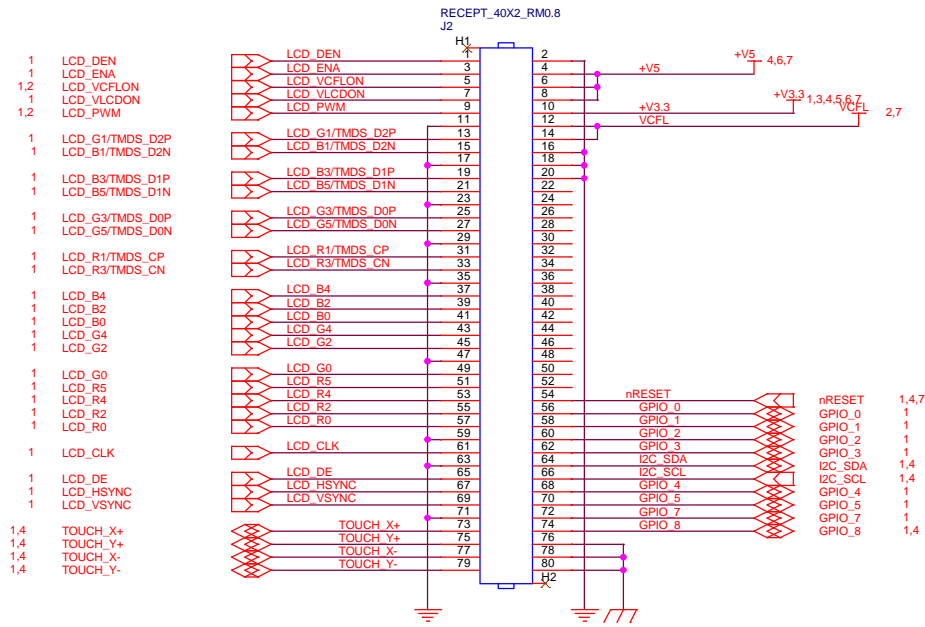 RECEPT_40X2_RM0.8
J2
H1
1 LCD_DEN LCD_DEN 1 2 +V5 4,6,7
1 LCD_ENA LCD_ENA 3 4 +V5
1,2 LCD_VCFLON LCD_VCFLON 5 6
1 LCD_VLCDON LCD_VLCDON 7 8 +V3.3 1,3,4,5,6,7
1,2 LCD_PWM LCD_PWM 9 10 +V3.3 VCFL 2,7
11 12 VCFL
1 LCD_G1/TMDS_D2P LCD_G1/TMDS_D2P 13 14
1 LCD_B1/TMDS_D2N LCD_B1/TMDS_D2N 15 16
17 18
1 LCD_B3/TMDS_D1P LCD_B3/TMDS_D1P 19 20
1 LCD_B5/TMDS_D1N LCD_B5/TMDS_D1N 21 22
23 24
1 LCD_G3/TMDS_D0P LCD_G3/TMDS_D0P 25 26
1 LCD_G5/TMDS_D0N LCD_G5/TMDS_D0N 27 28
29 30
1 LCD_R1/TMDS_CP LCD_R1/TMDS_CP 31 32
1 LCD_R3/TMDS_CN LCD_R3/TMDS_CN 33 34
35 36
1 LCD_B4 LCD_B4 37 38
1 LCD_B2 LCD_B2 39 40
1 LCD_B0 LCD_B0 41 42
1 LCD_G4 LCD_G4 43 44
1 LCD_G2 LCD_G2 45 46
47 48
1 LCD_G0 LCD_G0 49 50
1 LCD_R5 LCD_R5 51 52
1 LCD_R4 LCD_R4 53 54 nRESET nRESET 1,4,7
1 LCD_R2 LCD_R2 55 56 GPIO_0 GPIO_0 1
1 LCD_R0 LCD_R0 57 58 GPIO_1 GPIO_1 1
59 60 GPIO_2 GPIO_2 1
1 LCD_CLK LCD_CLK 61 62 GPIO_3 GPIO_3 1
63 64 I2C_SDA I2C_SDA 1,4
1 LCD_DE LCD_DE 65 66 I2C_SCL I2C_SCL 1,4
1 LCD_HSYNC LCD_HSYNC 67 68 GPIO_4 GPIO_4 1
1 LCD_VSYNC LCD_VSYNC 69 70 GPIO_5 GPIO_5 1
71 72 GPIO_7 GPIO_7 1
1,4 TOUCH_X+ TOUCH_X+ 73 74 GPIO_8 GPIO_8 1,4
1,4 TOUCH_Y+ TOUCH_Y+ 75 76
1,4 TOUCH_X- TOUCH_X- 77 78
1,4 TOUCH_Y- TOUCH_Y- 79 80
H2